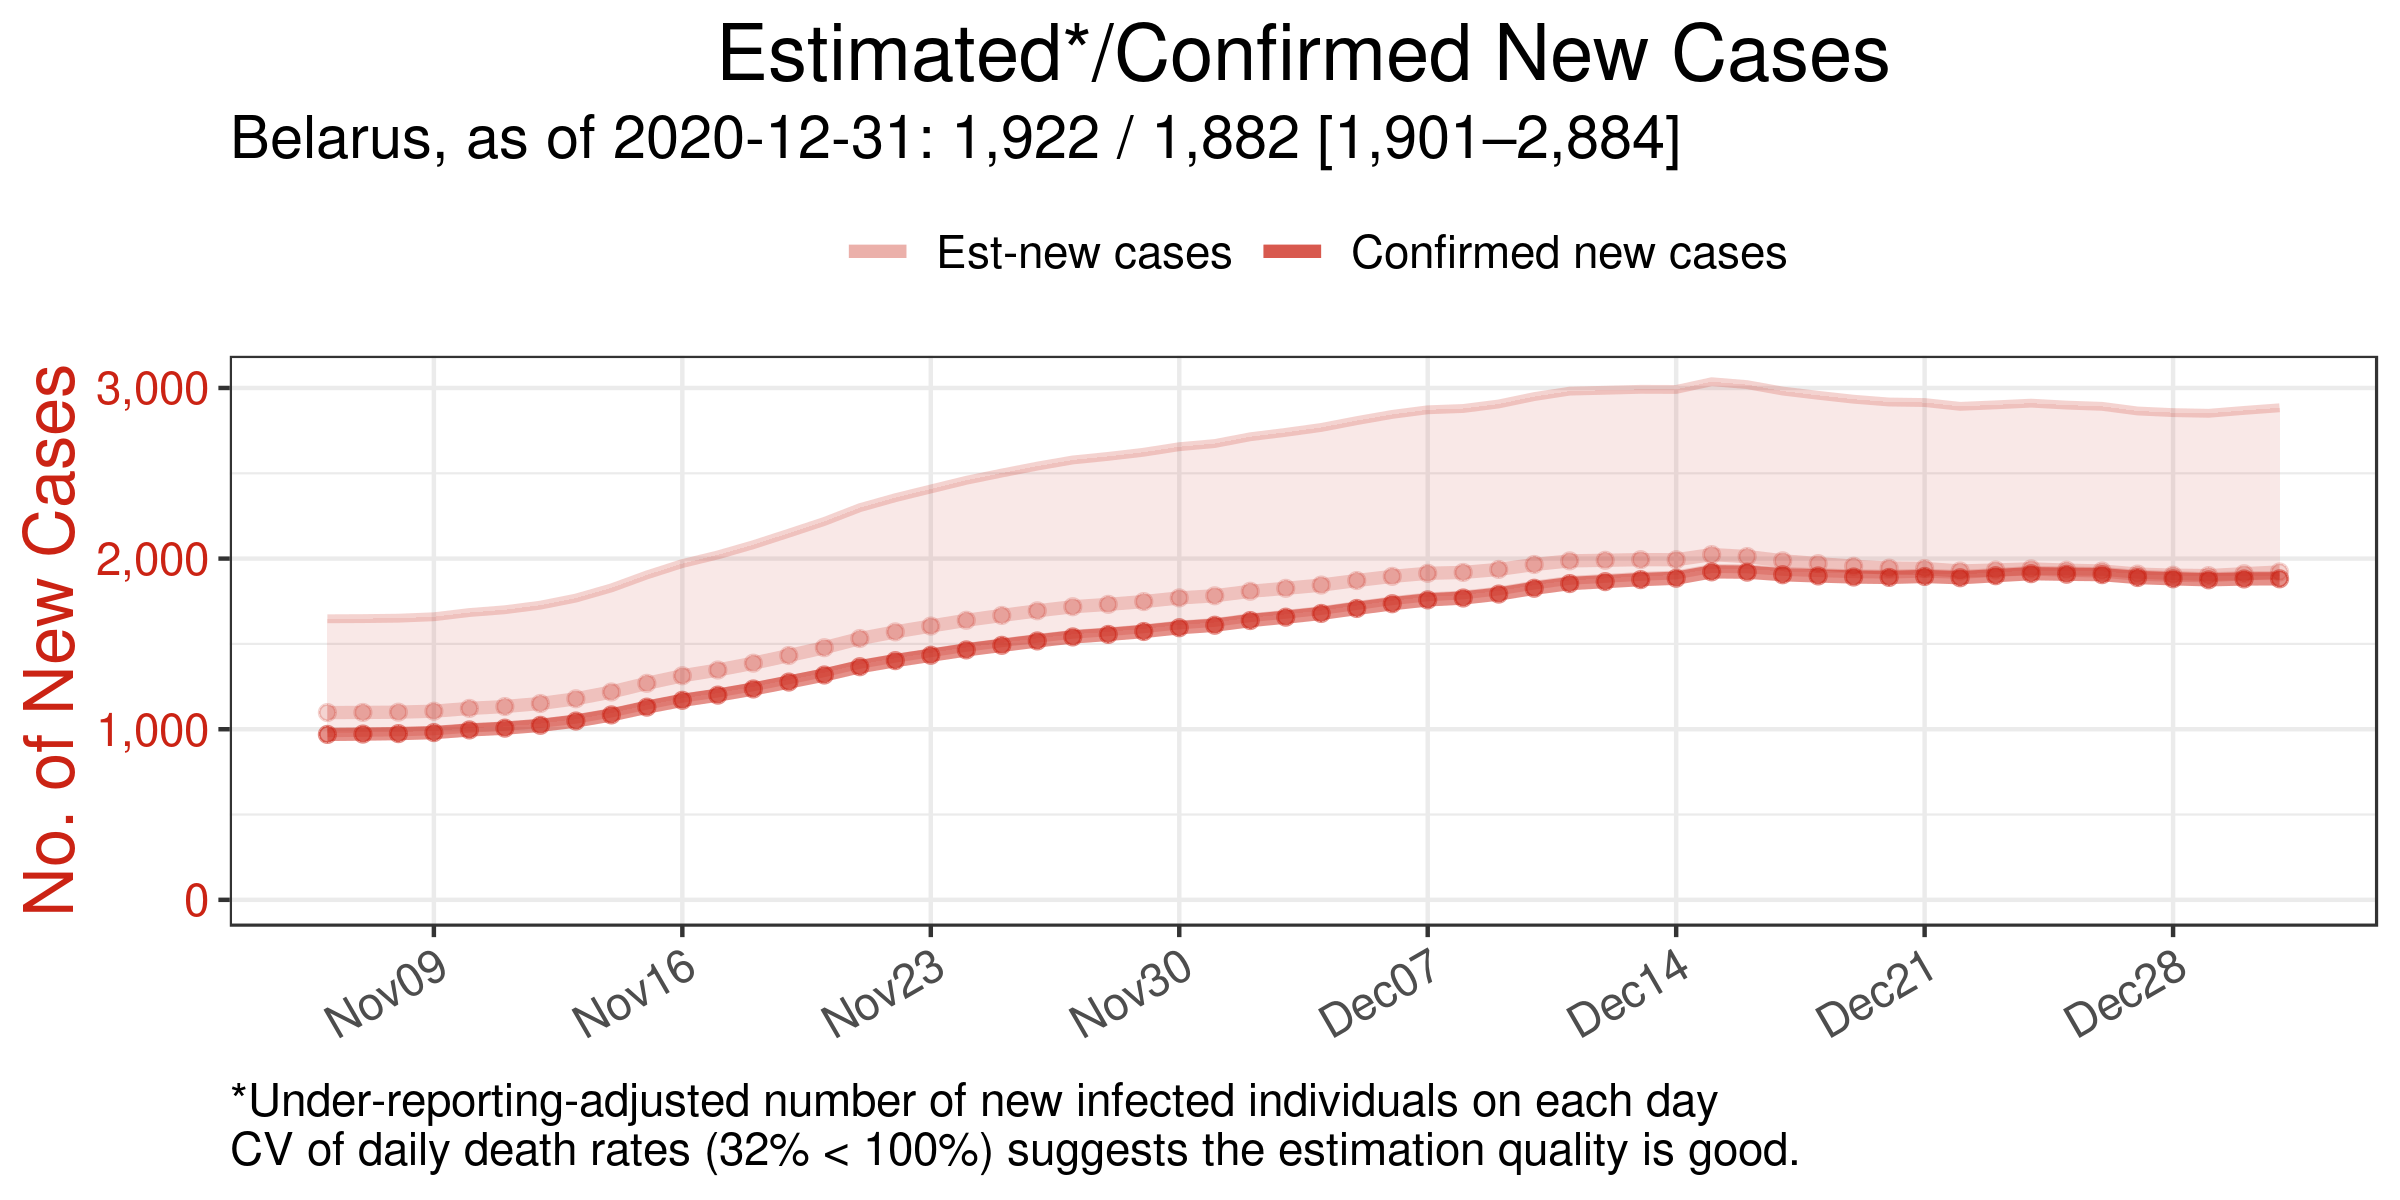 Estimated*/Confirmed New Cases
Belarus, as of 2020-12-31: 1,922 / 1,882 [1,901–2,884]
Est-new cases
Confirmed new cases
No. of New Cases
3,000
2,000
1,000
0
Nov09
Nov16
Nov23
Nov30
Dec07
Dec14
Dec21
Dec28
*Under-reporting-adjusted number of new infected individuals on each day
CV of daily death rates (32% < 100%) suggests the estimation quality is good.